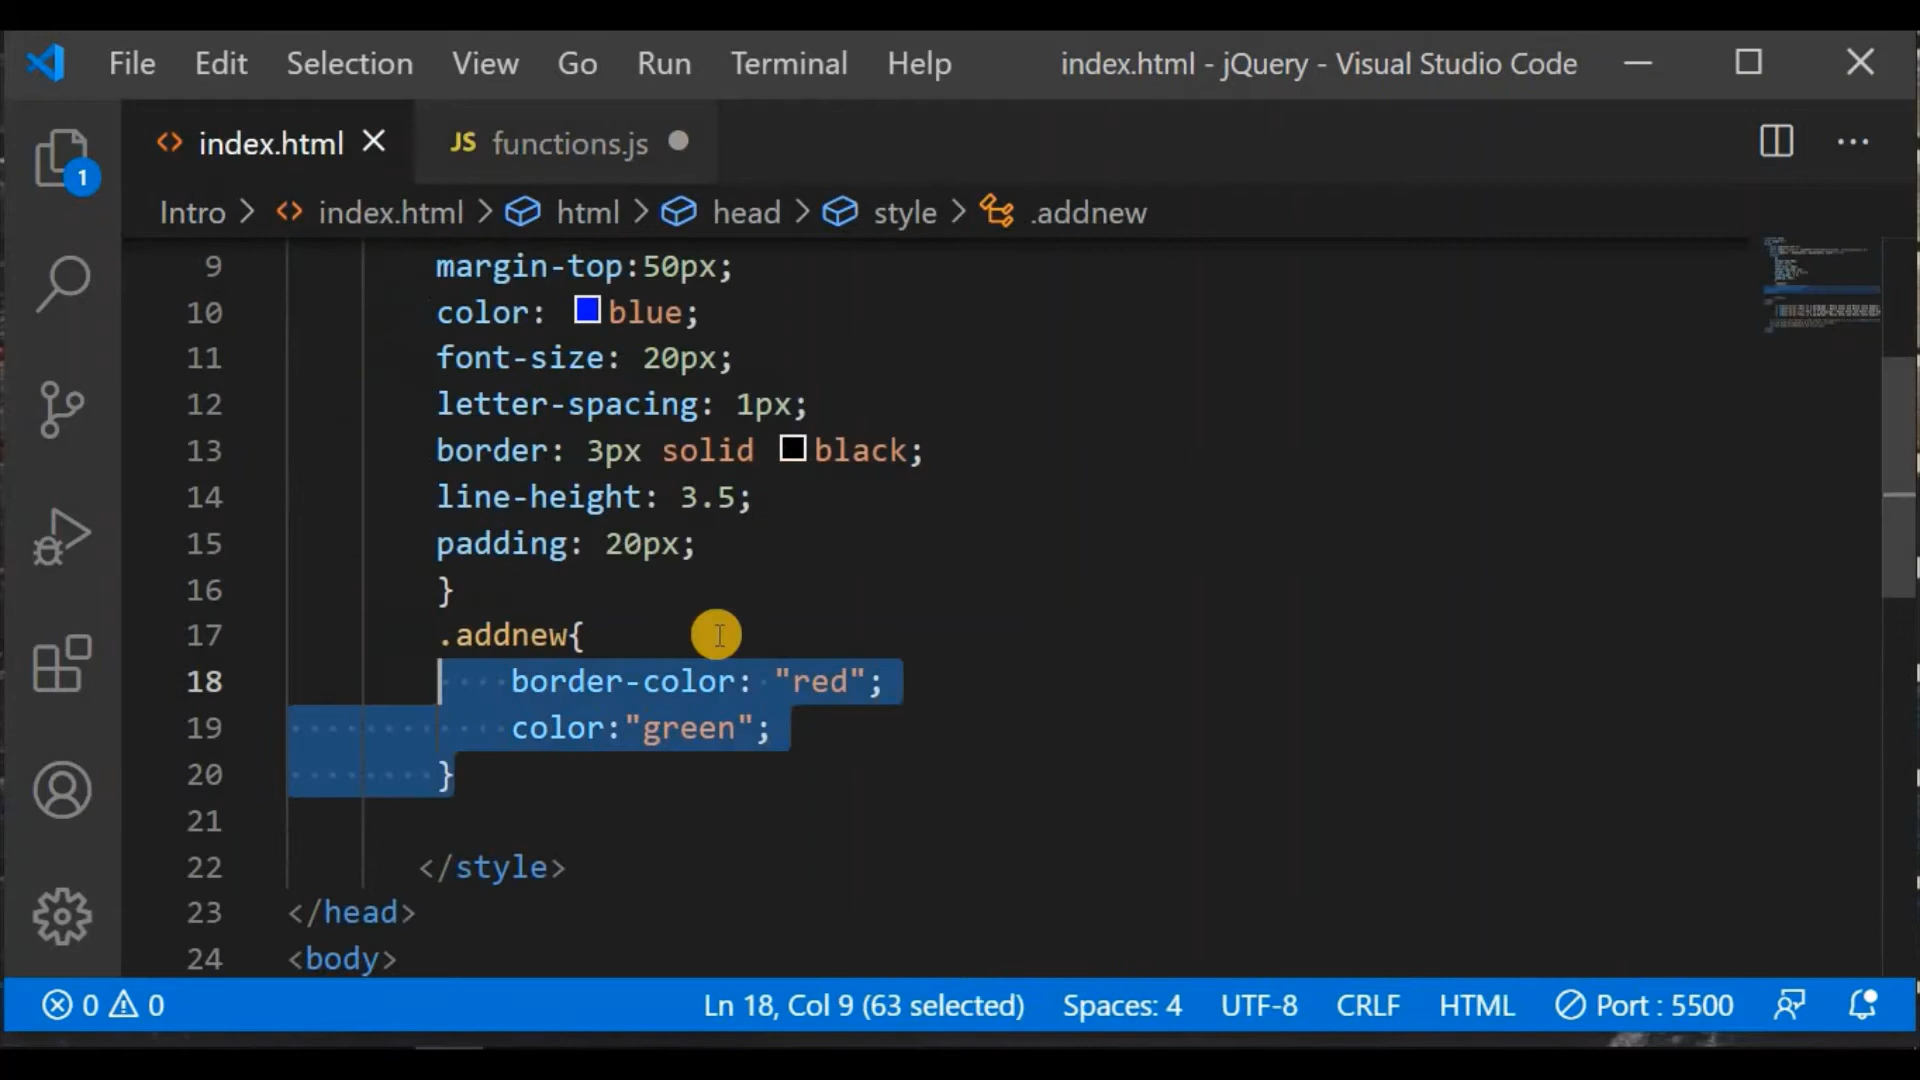 File Edit Selection View Go Run Terminal Help index.html - jQuery - Visual Studio Code
index.html JS functions.js
Intro > index.html > html > head > style > .addnew
1
9 margin-top:50px;
10 color: blue;
11 font-size: 20px;
12 letter-spacing: 1px;
13 border: 3px solid black;
14 line-height: 3.5;
15 padding: 20px;
16 }
17 .addnew{
18 border-color: "red";
19 color:"green";
20 }
21
22 </style>
23 </head>
24 <body>
0 0 Ln 18, Col 9 (63 selected) Spaces: 4 UTF-8 CRLF HTML Port : 5500